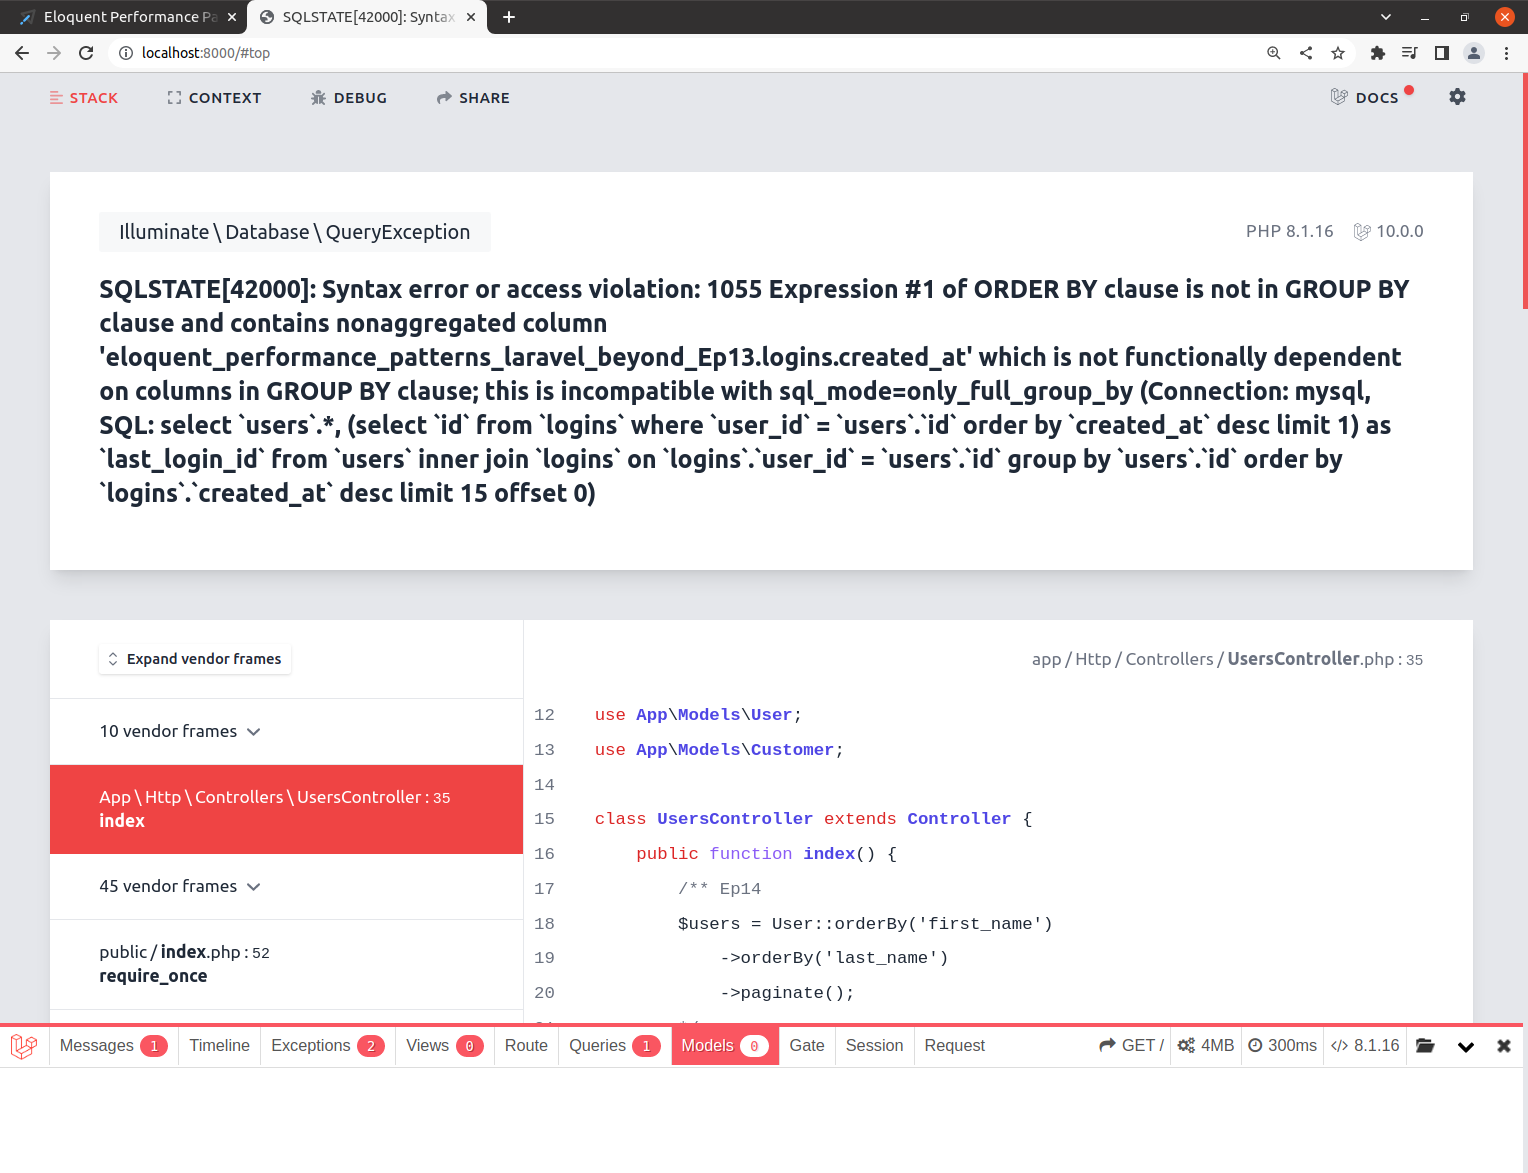 Eloquent Performance Pa
SQLSTATE[42000]: Syntax
localhost:8000/#top
STACK
CONTEXT
DEBUG
SHARE
DOCS
Illuminate \ Database \ QueryException
PHP 8.1.16
10.0.0
SQLSTATE[42000]: Syntax error or access violation: 1055 Expression #1 of ORDER BY clause is not in GROUP BY
clause and contains nonaggregated column
'eloquent_performance_patterns_laravel_beyond_Ep13.logins.created_at' which is not functionally dependent
on columns in GROUP BY clause; this is incompatible with sql_mode=only_full_group_by (Connection: mysql,
SQL: select `users`.*, (select `id` from `logins` where `user_id` = `users`.`id` order by `created_at` desc limit 1) as
`last_login_id` from `users` inner join `logins` on `logins`.`user_id` = `users`.`id` group by `users`.`id` order by
`logins`.`created_at` desc limit 15 offset 0)
Expand vendor frames
10 vendor frames
App \ Http \ Controllers \ UsersController : 35
index
45 vendor frames
public / index.php : 52
require_once
app / Http / Controllers / UsersController.php : 35
12 use App\Models\User;
13 use App\Models\Customer;
14
15 class UsersController extends Controller {
16 public function index() {
17 /** Ep14
18 $users = User::orderBy('first_name')
19 ->orderBy('last_name')
20 ->paginate();
Messages 1
Timeline
Exceptions 2
Views 0
Route
Queries 1
Models 0
Gate
Session
Request
GET /
4MB
300ms
</> 8.1.16